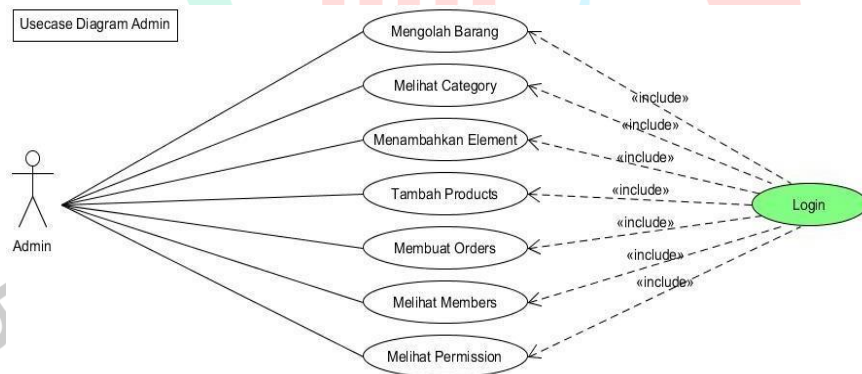 Usecase Diagram Admin
Mengolah Barang
Melihat Category
«include»
«include»
Menambahkan Element
«include»
Tambah Products
«include»
Login
Admin
Membuat Orders
«include»
«include»
Melihat Members
«include»
Melihat Permission